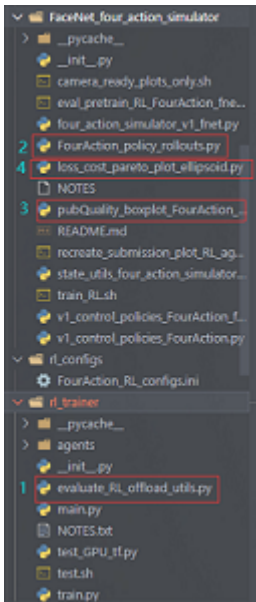 FaceNet_four_action_simulator
__pycache__
__init__.py
camera_ready_plots_only.sh
eval_pretrain_RL_FourAction_fne...
four_action_simulator_v1_fnet.py
2 FourAction_policy_rollouts.py
4 loss_cost_pareto_plot_ellipsoid.py
NOTES
3 pubQuality_boxplot_FourAction_...
README.md
recreate_submission_plot_RL_ag...
state_utils_four_action_simulator...
train_RL.sh
v1_control_policies_FourAction_f...
v1_control_policies_FourAction.py
rl_configs
FourAction_RL_configs.ini
rl_trainer
__pycache__
agents
__init__.py
1 evaluate_RL_offload_utils.py
main.py
NOTES.txt
test_GPU_tf.py
test.sh
train.py